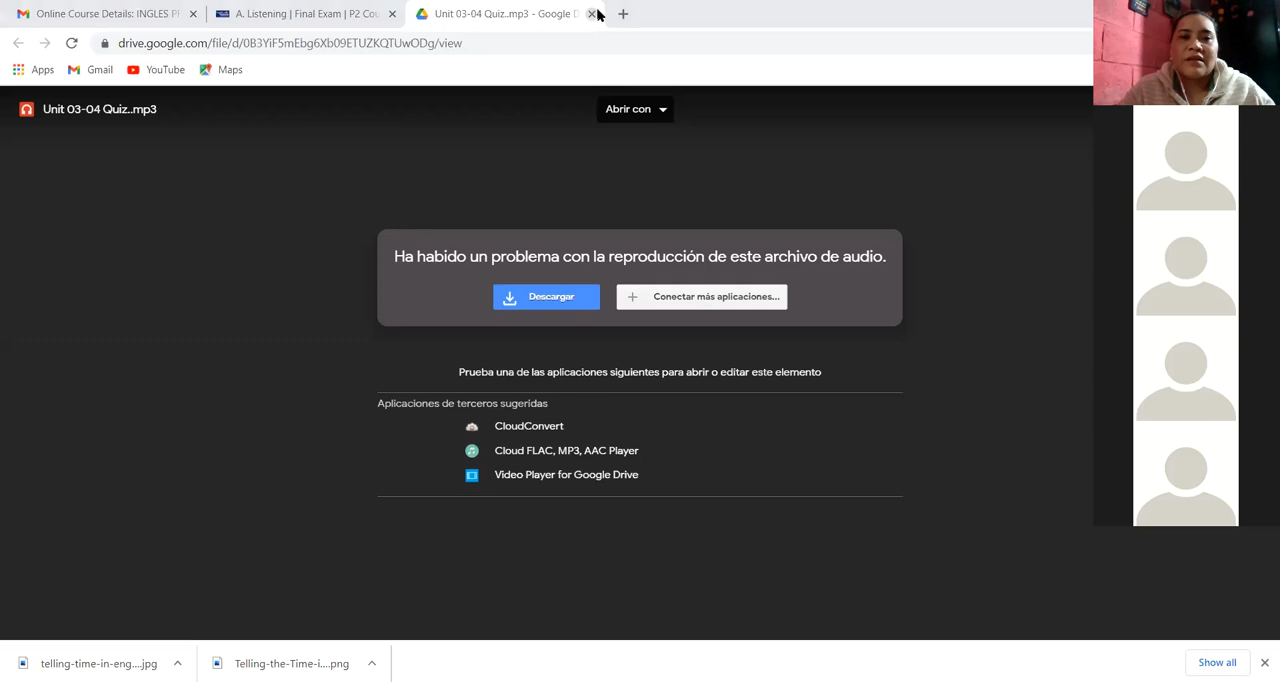 Online Course Details: INGLES PF
A. Listening | Final Exam | P2 Cou
Unit 03-04 Quiz..mp3 - Google D
drive.google.com/file/d/0B3YiF5mEbg6Xb09ETUZKQTUwODg/view
Apps Gmail YouTube Maps
Unit 03-04 Quiz..mp3
Abrir con
Ha habido un problema con la reproducción de este archivo de audio.
Descargar
Conectar más aplicaciones...
Prueba una de las aplicaciones siguientes para abrir o editar este elemento
Aplicaciones de terceros sugeridas
CloudConvert
Cloud FLAC, MP3, AAC Player
Video Player for Google Drive
telling-time-in-eng....jpg
Telling-the-Time-i....png
Show all